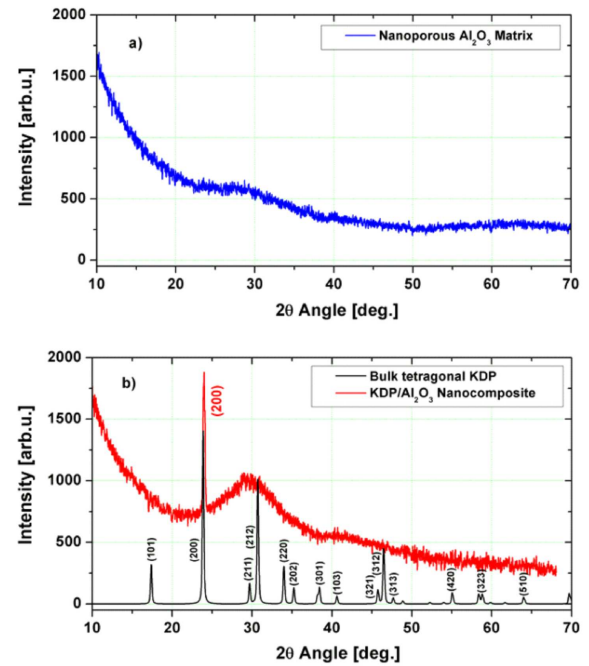 2000
a)
Nanoporous Al₂O₃ Matrix
1500
1000
500
0
Intensity [arb.u.]
10 20 30 40 50 60 70
2θ Angle [deg.]
2000
b)
Bulk tetragonal KDP
KDP/Al₂O₃ Nanocomposite
(200)
1500
1000
500
0
Intensity [arb.u.]
(101)
(200)
(211)
(212)
(220)
(202)
(301)
(103)
(321)
(312)
(313)
(420)
(323)
(510)
10 20 30 40 50 60 70
2θ Angle [deg.]